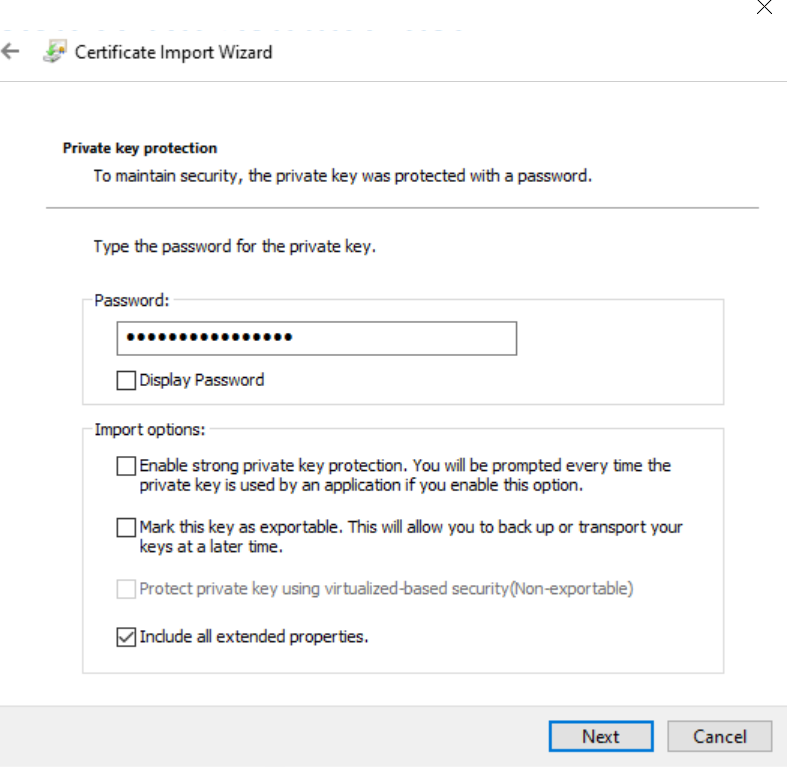 Certificate Import Wizard
Private key protection
To maintain security, the private key was protected with a password.
Type the password for the private key.
Password:
••••••••••••••••
Display Password
Import options:
Enable strong private key protection. You will be prompted every time the
private key is used by an application if you enable this option.
Mark this key as exportable. This will allow you to back up or transport your
keys at a later time.
Protect private key using virtualized-based security(Non-exportable)
Include all extended properties.
Next
Cancel